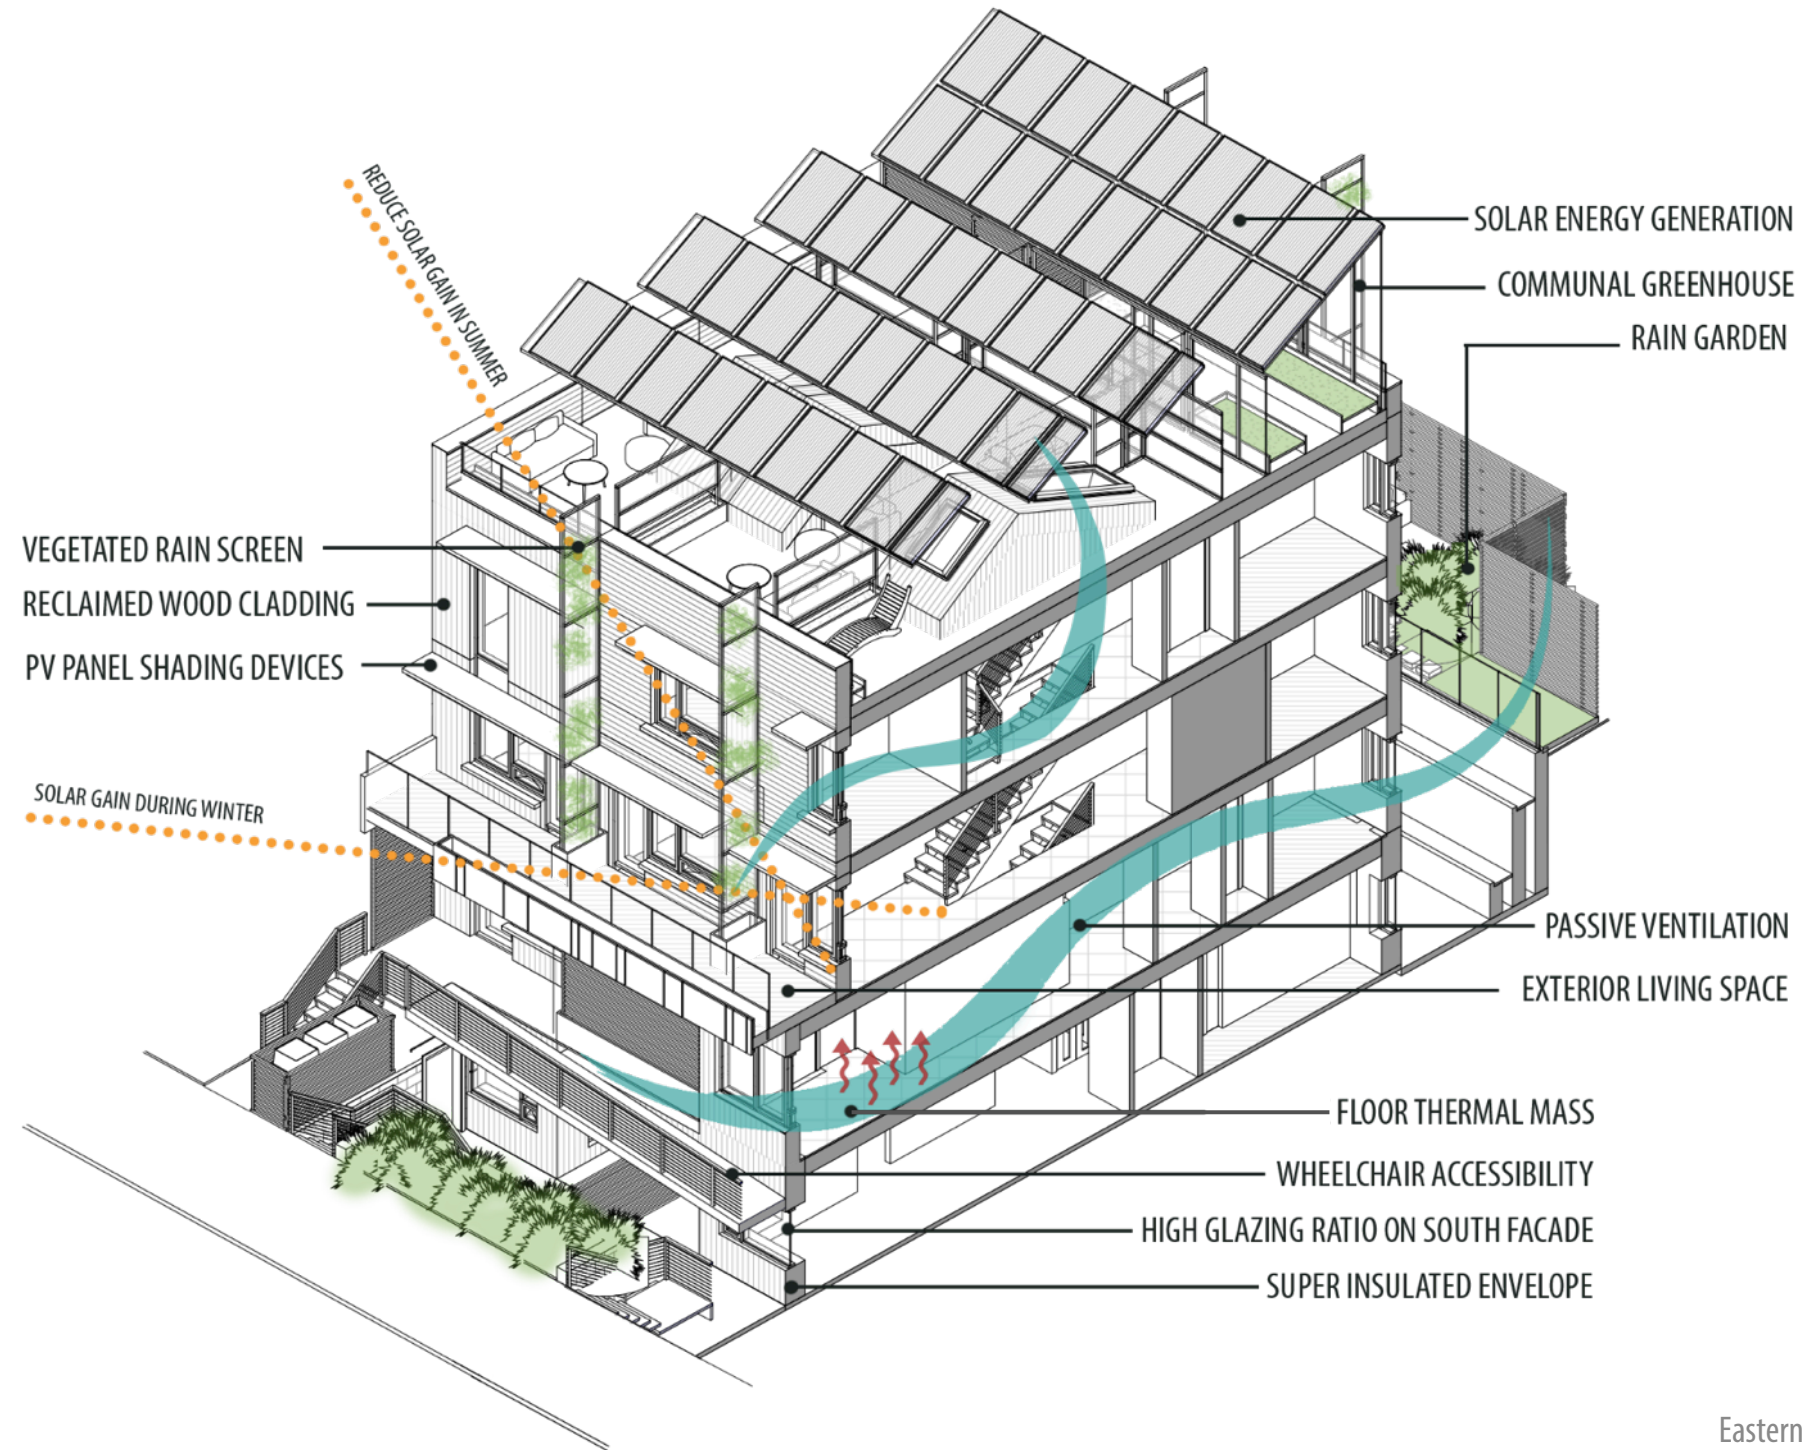 REDUCE SOLAR GAIN IN SUMMER
SOLAR ENERGY GENERATION
COMMUNAL GREENHOUSE
RAIN GARDEN
VEGETATED RAIN SCREEN
RECLAIMED WOOD CLADDING
PV PANEL SHADING DEVICES
SOLAR GAIN DURING WINTER
PASSIVE VENTILATION
EXTERIOR LIVING SPACE
FLOOR THERMAL MASS
WHEELCHAIR ACCESSIBILITY
HIGH GLAZING RATIO ON SOUTH FACADE
SUPER INSULATED ENVELOPE
Eastern